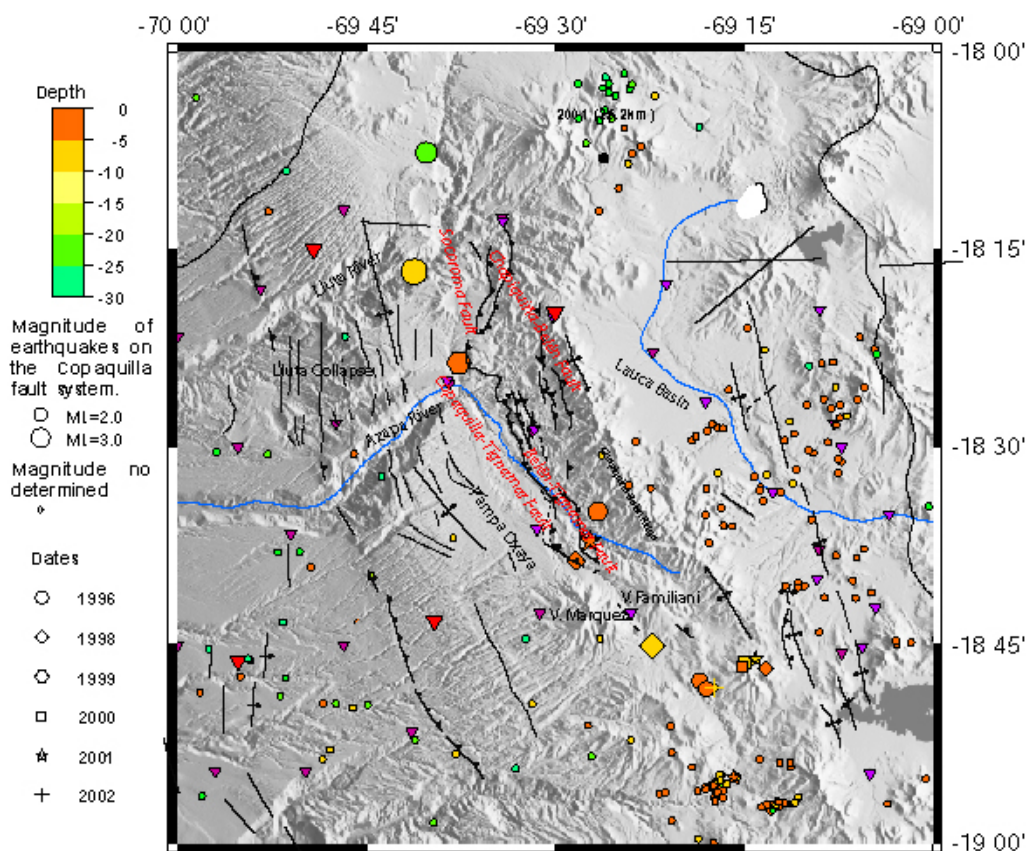 -70 00'
-69 45'
-69 30'
-69 15'
-69 00'
-18 00'
-18 15'
-18 30'
-18 45'
-19 00'
Depth
0
-5
-10
-15
-20
-25
-30
Magnitude of
earthquakes on
the Copaquilla
fault system.
ML=2.0
ML=3.0
Magnitude no
determined
Dates
1996
1998
1999
2000
2001
2002
2001 (25.2km)
Socoroma Fault
Chapiquiña-Belén Fault
Lluta River
Lluta Collapse
Azapa River
Copaquilla-Tignamar Fault
Belén-Tignamar Fault
Pampa Oxaya
Lauca Basin
V. Marquez
V. Familiani